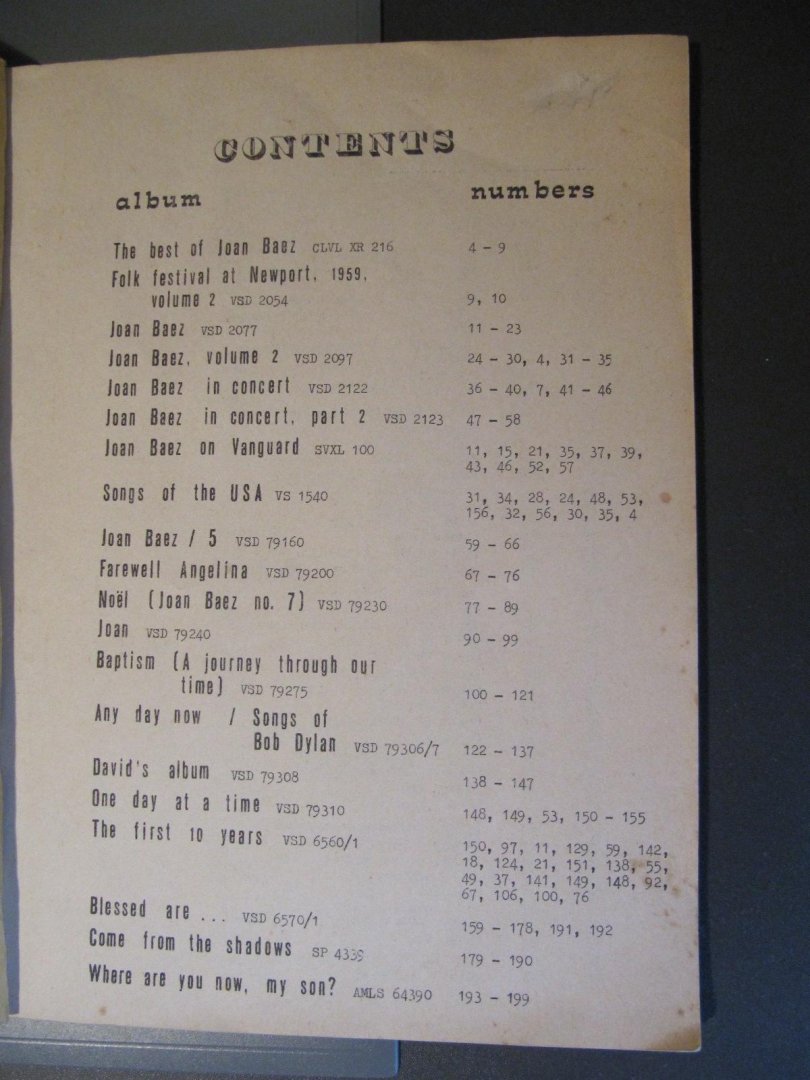 CONTENTS
album numbers
The best of Joan Baez CLVL XR 216 4 - 9
Folk festival at Newport, 1959,
volume 2 VSD 2054 9, 10
Joan Baez VSD 2077 11 - 23
Joan Baez, volume 2 VSD 2097 24 - 30, 4, 31 - 35
Joan Baez in concert VSD 2122 36 - 40, 7, 41 - 46
Joan Baez in concert, part 2 VSD 2123 47 - 58
Joan Baez on Vanguard SVXL 100 11, 15, 21, 35, 37, 39,
43, 46, 52, 57
Songs of the USA VS 1540 31, 34, 28, 24, 48, 53,
156, 32, 56, 30, 35, 4
Joan Baez / 5 VSD 79160 59 - 66
Farewell Angelina VSD 79200 67 - 76
Noël (Joan Baez no. 7) VSD 79230 77 - 89
Joan VSD 79240 90 - 99
Baptism (A journey through our
time) VSD 79275 100 - 121
Any day now / Songs of
Bob Dylan VSD 79306/7 122 - 137
David's album VSD 79308 138 - 147
One day at a time VSD 79310 148, 149, 53, 150 - 155
The first 10 years VSD 6560/1 150, 97, 11, 129, 59, 142,
18, 124, 21, 151, 138, 55,
49, 37, 141, 149, 148, 92,
67, 106, 100, 76
Blessed are ... VSD 6570/1 159 - 178, 191, 192
Come from the shadows SP 4339 179 - 190
Where are you now, my son? AMLS 64390 193 - 199